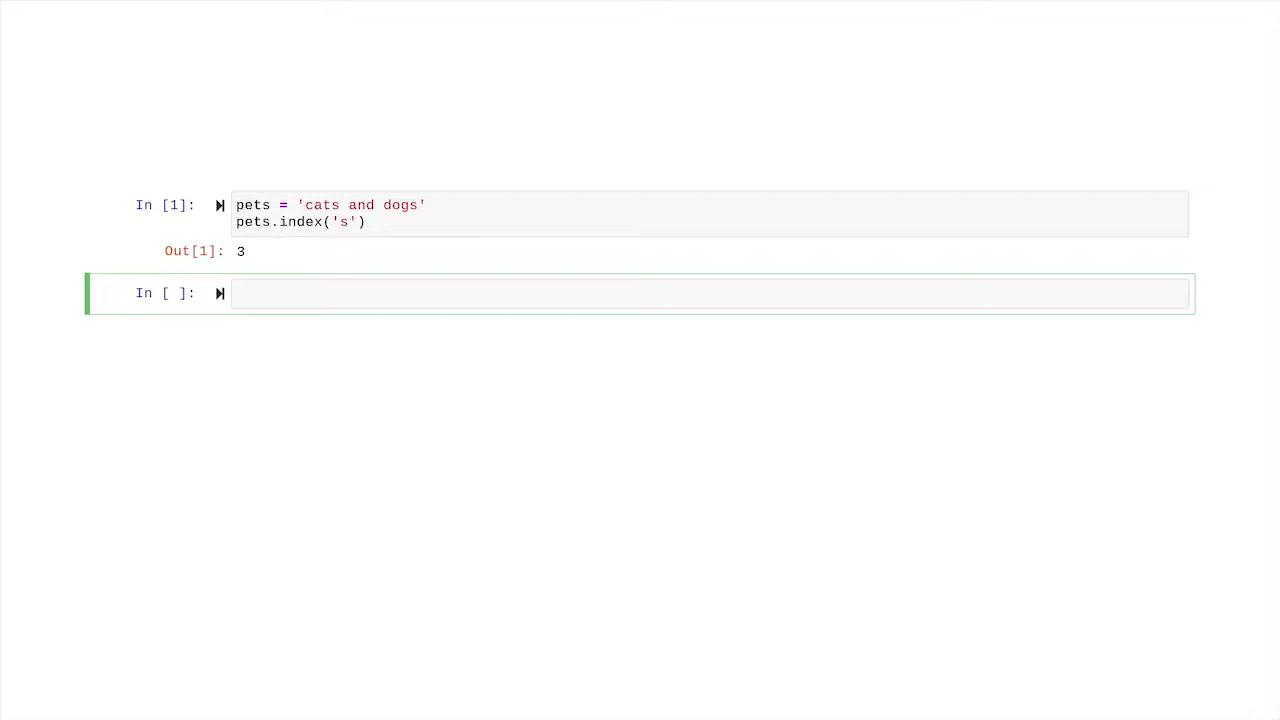 In [1]: pets = 'cats and dogs'
pets.index('s')
Out[1]: 3
In [ ]: